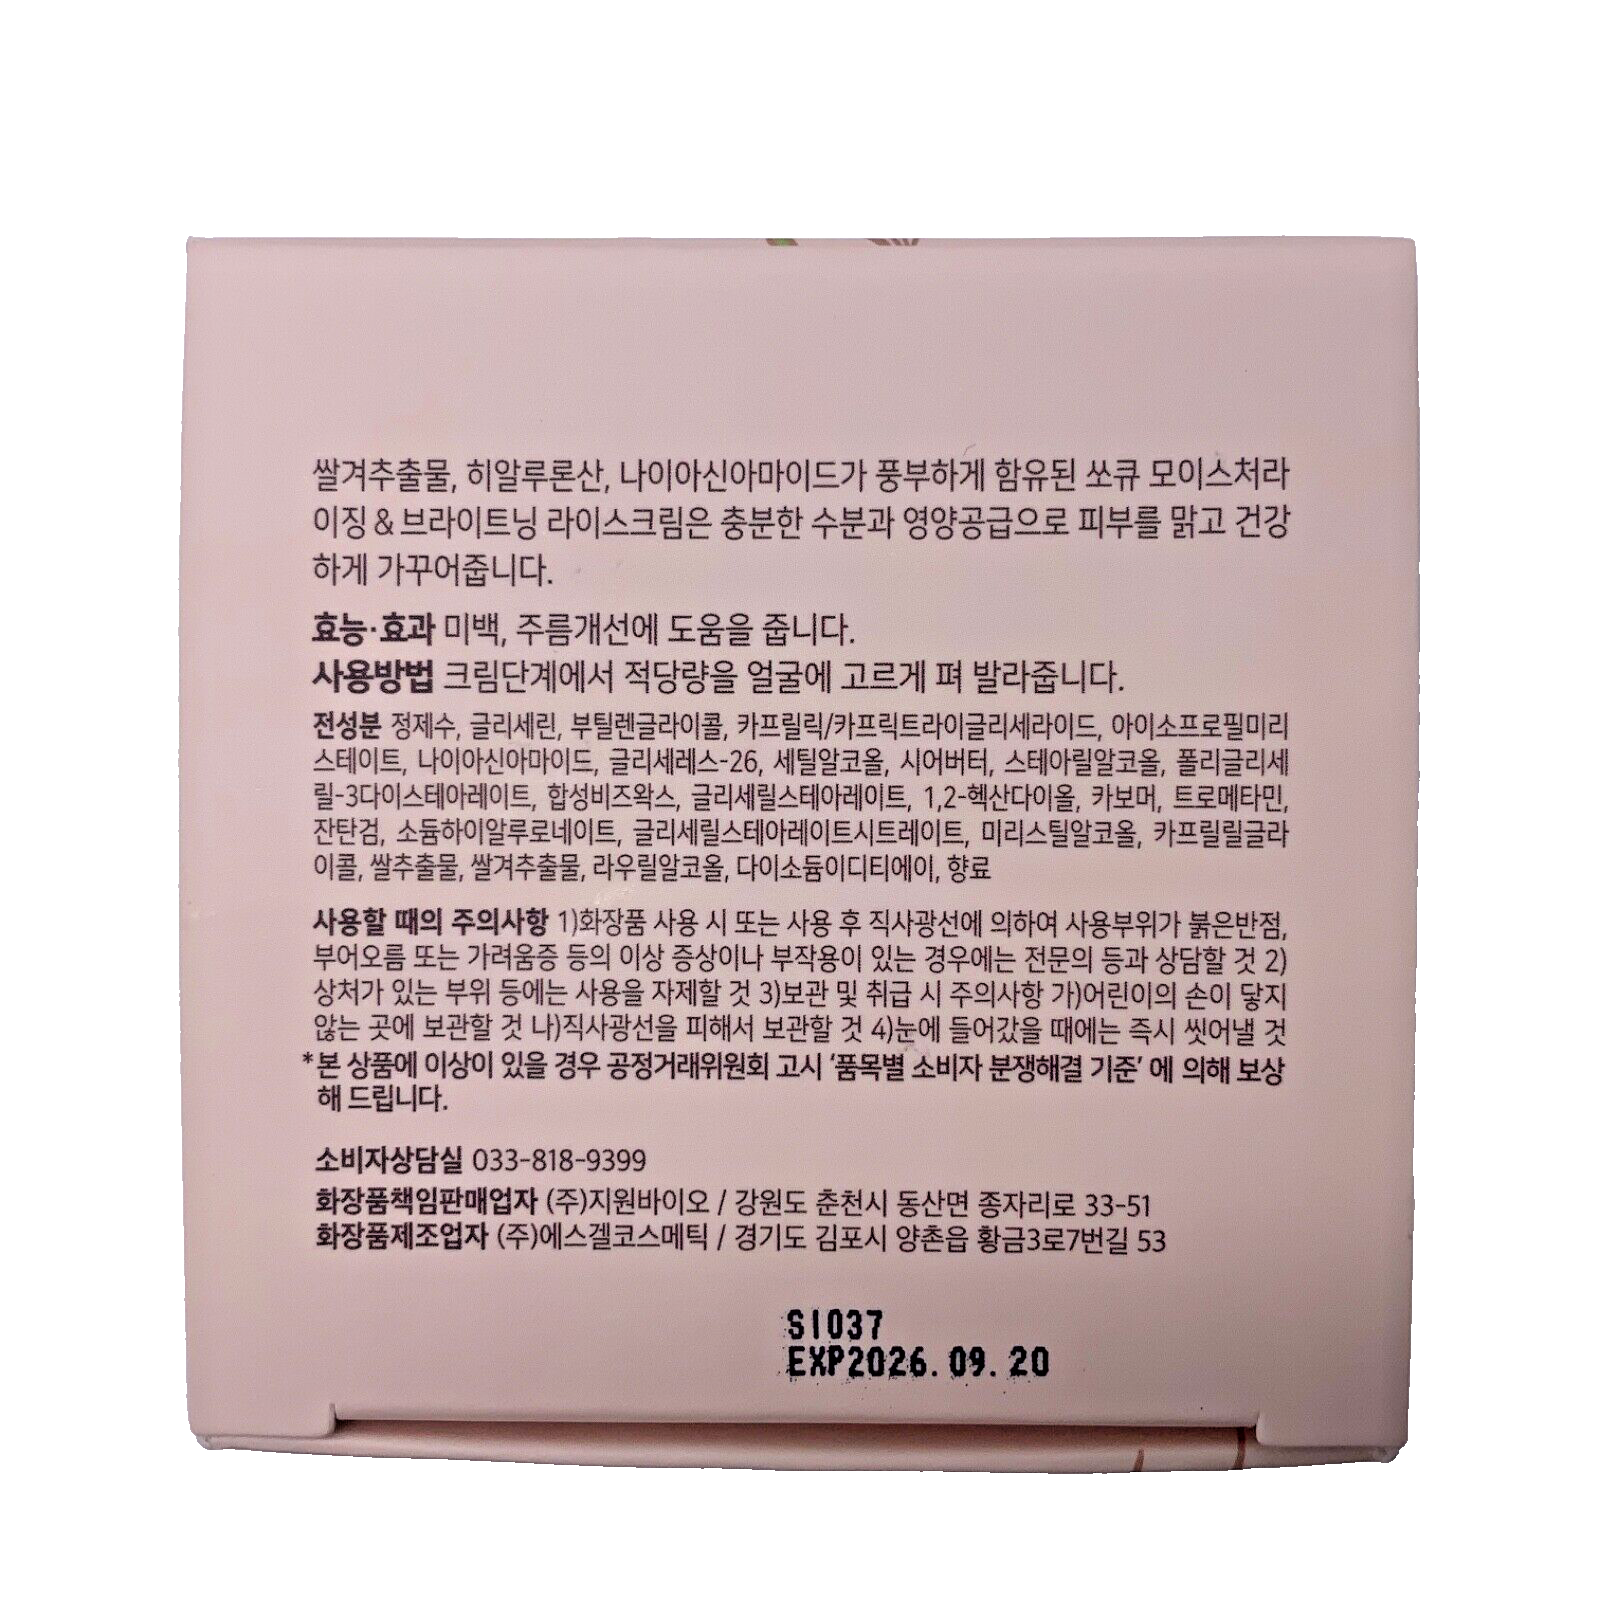 쌀겨추출물, 히알루론산, 나이아신아마이드가 풍부하게 함유된 쏘큐 모이스처라
이징 & 브라이트닝 라이스크림은 충분한 수분과 영양공급으로 피부를 맑고 건강
하게 가꾸어줍니다.
효능·효과 미백, 주름개선에 도움을 줍니다.
사용방법 크림단계에서 적당량을 얼굴에 고르게 펴 발라줍니다.
전성분 정제수, 글리세린, 부틸렌글라이콜, 카프릴릭/카프릭트라이글리세라이드, 아이소프로필미리
스테이트, 나이아신아마이드, 글리세레스-26, 세틸알코올, 시어버터, 스테아릴알코올, 폴리글리세
릴-3다이스테아레이트, 합성비즈왁스, 글리세릴스테아레이트, 1,2-헥산다이올, 카보머, 트로메타민,
잔탄검, 소듐하이알루로네이트, 글리세릴스테아레이트시트레이트, 미리스틸알코올, 카프릴릴글라
이콜, 쌀추출물, 쌀겨추출물, 라우릴알코올, 다이소듐이디티에이, 향료
사용할 때의 주의사항 1)화장품 사용 시 또는 사용 후 직사광선에 의하여 사용부위가 붉은반점,
부어오름 또는 가려움증 등의 이상 증상이나 부작용이 있는 경우에는 전문의 등과 상담할 것 2)
상처가 있는 부위 등에는 사용을 자제할 것 3)보관 및 취급 시 주의사항 가)어린이의 손이 닿지
않는 곳에 보관할 것 나)직사광선을 피해서 보관할 것 4)눈에 들어갔을 때에는 즉시 씻어낼 것
*본 상품에 이상이 있을 경우 공정거래위원회 고시 ‘품목별 소비자 분쟁해결 기준’ 에 의해 보상
해 드립니다.
소비자상담실 033-818-9399
화장품책임판매업자 (주)지원바이오 / 강원도 춘천시 동산면 종자리로 33-51
화장품제조업자 (주)에스겔코스메틱 / 경기도 김포시 양촌읍 황금3로7번길 53
SI037
EXP2026. 09. 20